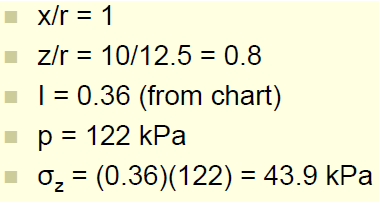 x/r = 1
z/r = 10/12.5 = 0.8
I = 0.36 (from chart)
p = 122 kPa
σz = (0.36)(122) = 43.9 kPa